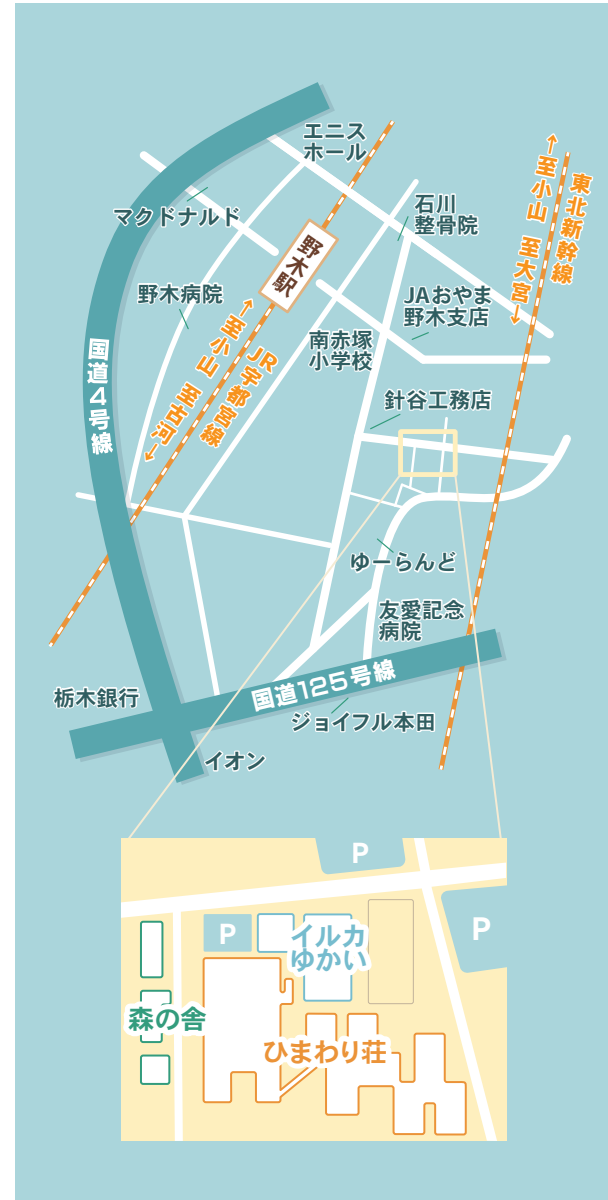 エニス
ホール
マクドナルド
石川
整骨院
←至小山 至大宮→
東北新幹線
野木駅
野木病院
JAおやま
野木支店
南赤塚
小学校
国道4号線
JR宇都宮線
←至小山 至古河→
針谷工務店
ゆーらんど
友愛記念
病院
国道125号線
栃木銀行
ジョイフル本田
イオン
P
P
P
イルカ
ゆかい
森の舎
ひまわり荘